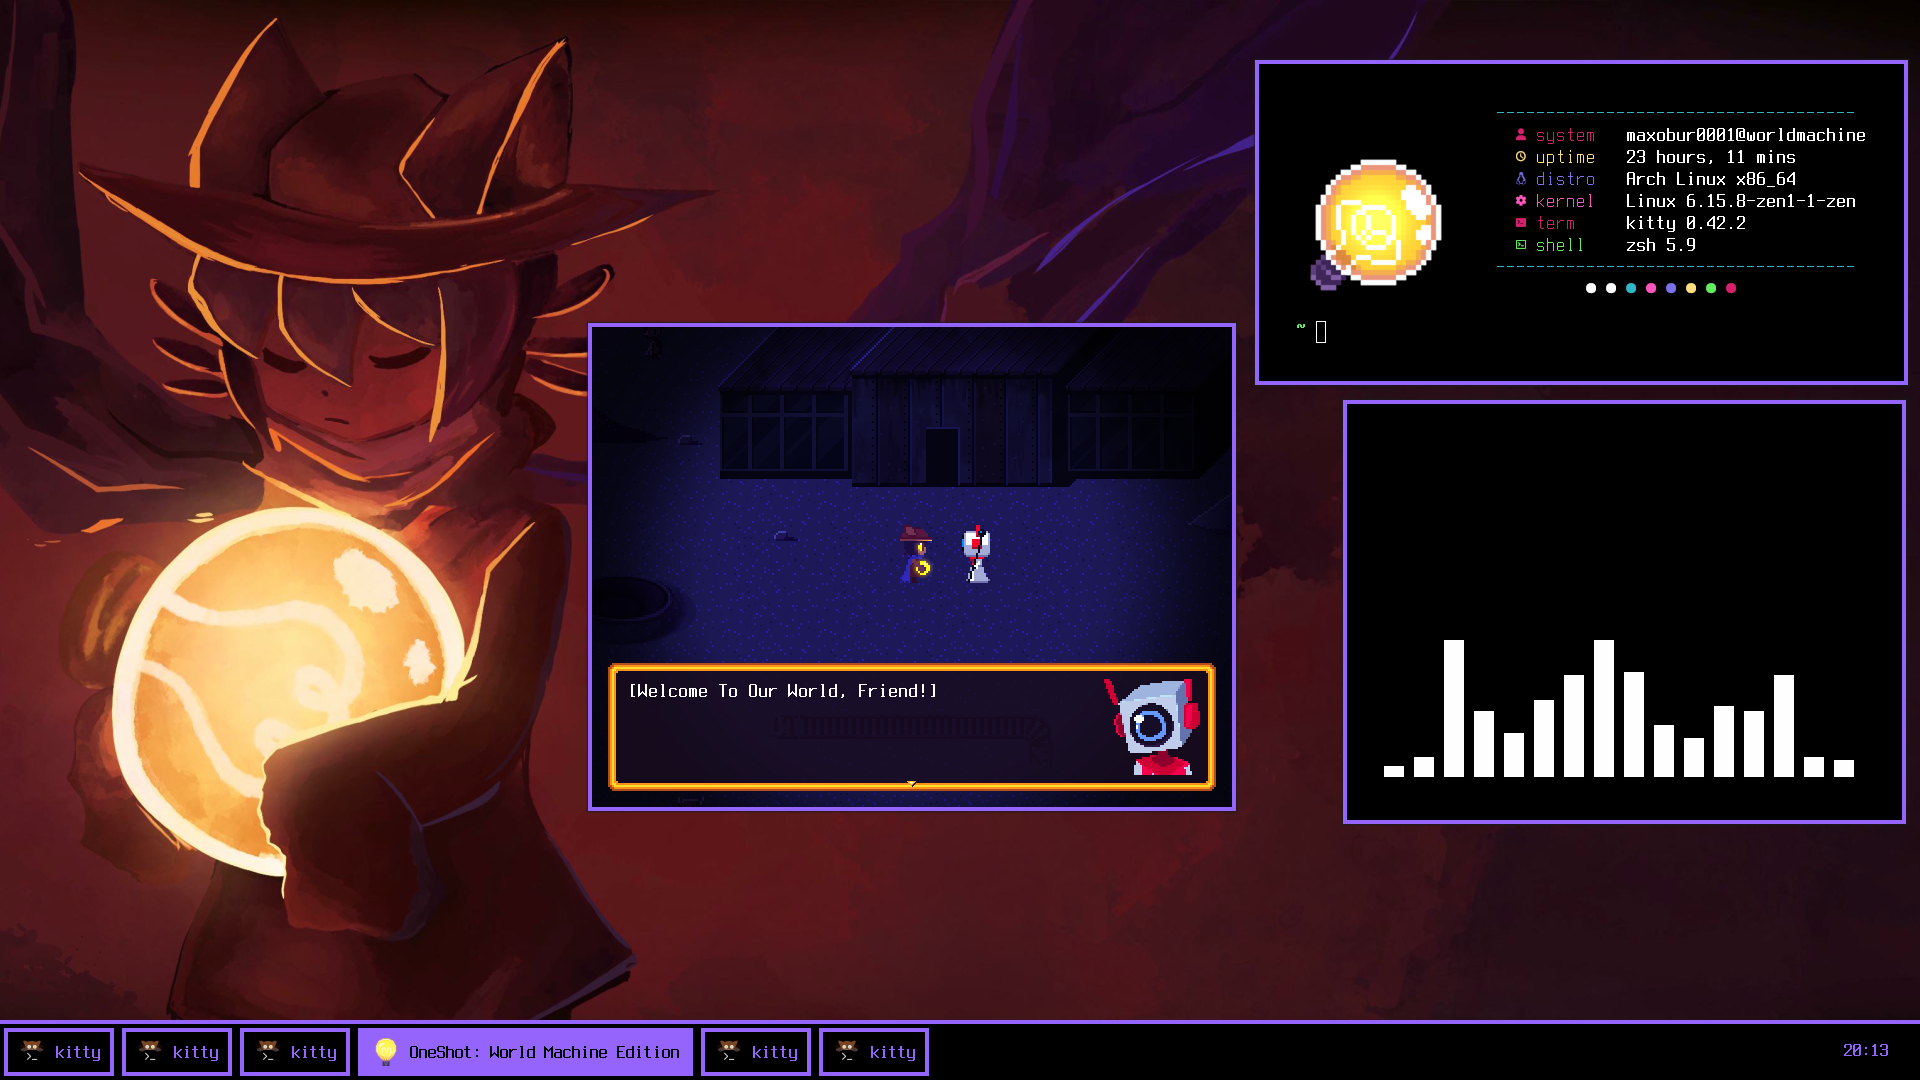 system maxobur0001@worldmachine
uptime 23 hours, 11 mins
distro Arch Linux x86_64
kernel Linux 6.15.8-zen1-1-zen
term kitty 0.42.2
shell zsh 5.9
~
[Welcome To Our World, Friend!]
kitty
kitty
kitty
OneShot: World Machine Edition
kitty
kitty
20:13